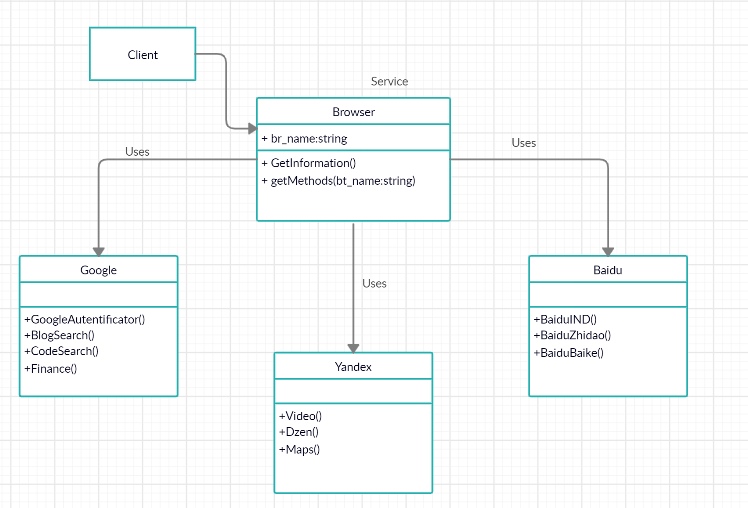 Client
Service
Browser
+ br_name:string
+ GetInformation()
+ getMethods(bt_name:string)
Uses
Uses
Uses
Google
+GoogleAutentificator()
+BlogSearch()
+CodeSearch()
+Finance()
Yandex
+Video()
+Dzen()
+Maps()
Baidu
+BaiduIND()
+BaiduZhidao()
+BaiduBaike()